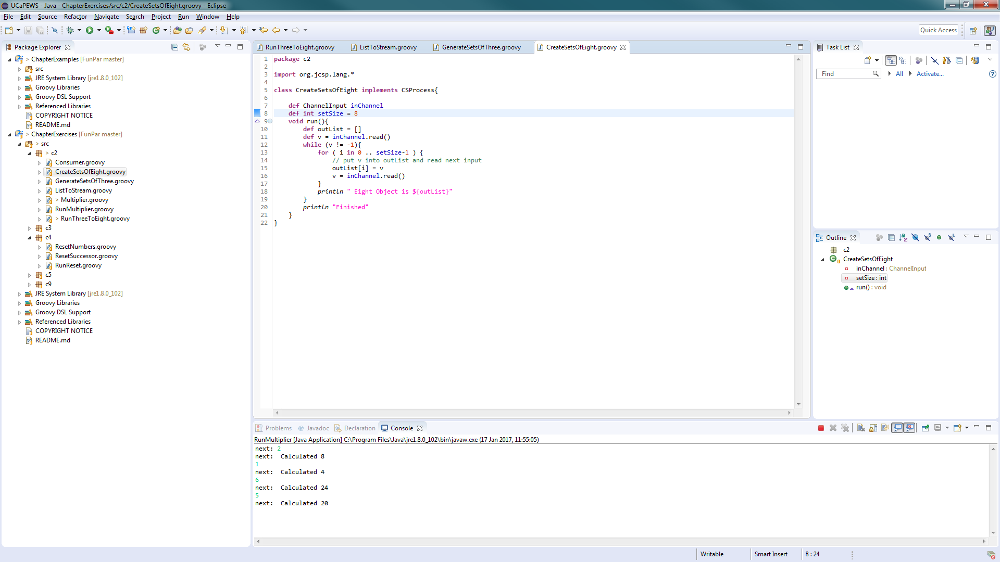 UCaPEWS - Java - ChapterExercises/src/c2/CreateSetsOfEight.groovy - Eclipse
File Edit Source Refactor Navigate Search Project Run Window Help
Quick Access
Package Explorer
> ChapterExamples [FunPar master]
src
JRE System Library [jre1.8.0_102]
Groovy Libraries
Groovy DSL Support
Referenced Libraries
COPYRIGHT NOTICE
README.md
> ChapterExercises [FunPar master]
> src
> c2
Consumer.groovy
CreateSetsOfEight.groovy
GenerateSetsOfThree.groovy
ListToStream.groovy
> Multiplier.groovy
RunMultiplier.groovy
> RunThreeToEight.groovy
c3
c4
ResetNumbers.groovy
ResetSuccessor.groovy
RunReset.groovy
c5
c9
JRE System Library [jre1.8.0_102]
Groovy Libraries
Groovy DSL Support
Referenced Libraries
COPYRIGHT NOTICE
README.md
RunThreeToEight.groovy ListToStream.groovy GenerateSetsOfThree.groovy CreateSetsOfEight.groovy
1 package c2
2
3 import org.jcsp.lang.*
4
5 class CreateSetsOfEight implements CSProcess{
6
7 def ChannelInput inChannel
8 def int setSize = 8
9 void run(){
10 def outList = []
11 def v = inChannel.read()
12 while (v != -1){
13 for ( i in 0 .. setSize-1 ) {
14 // put v into outList and read next input
15 outList[i] = v
16 v = inChannel.read()
17 }
18 println " Eight Object is ${outList}"
19 }
20 println "Finished"
21 }
22 }
Task List
Find All Activate...
Outline
c2
CreateSetsOfEight
inChannel : ChannelInput
setSize : int
run() : void
Problems @ Javadoc Declaration Console
RunMultiplier [Java Application] C:\Program Files\Java\jre1.8.0_102\bin\javaw.exe (17 Jan 2017, 11:55:05)
next: 2
next: Calculated 8
1
next: Calculated 4
6
next: Calculated 24
5
next: Calculated 20
Writable Smart Insert 8 : 24